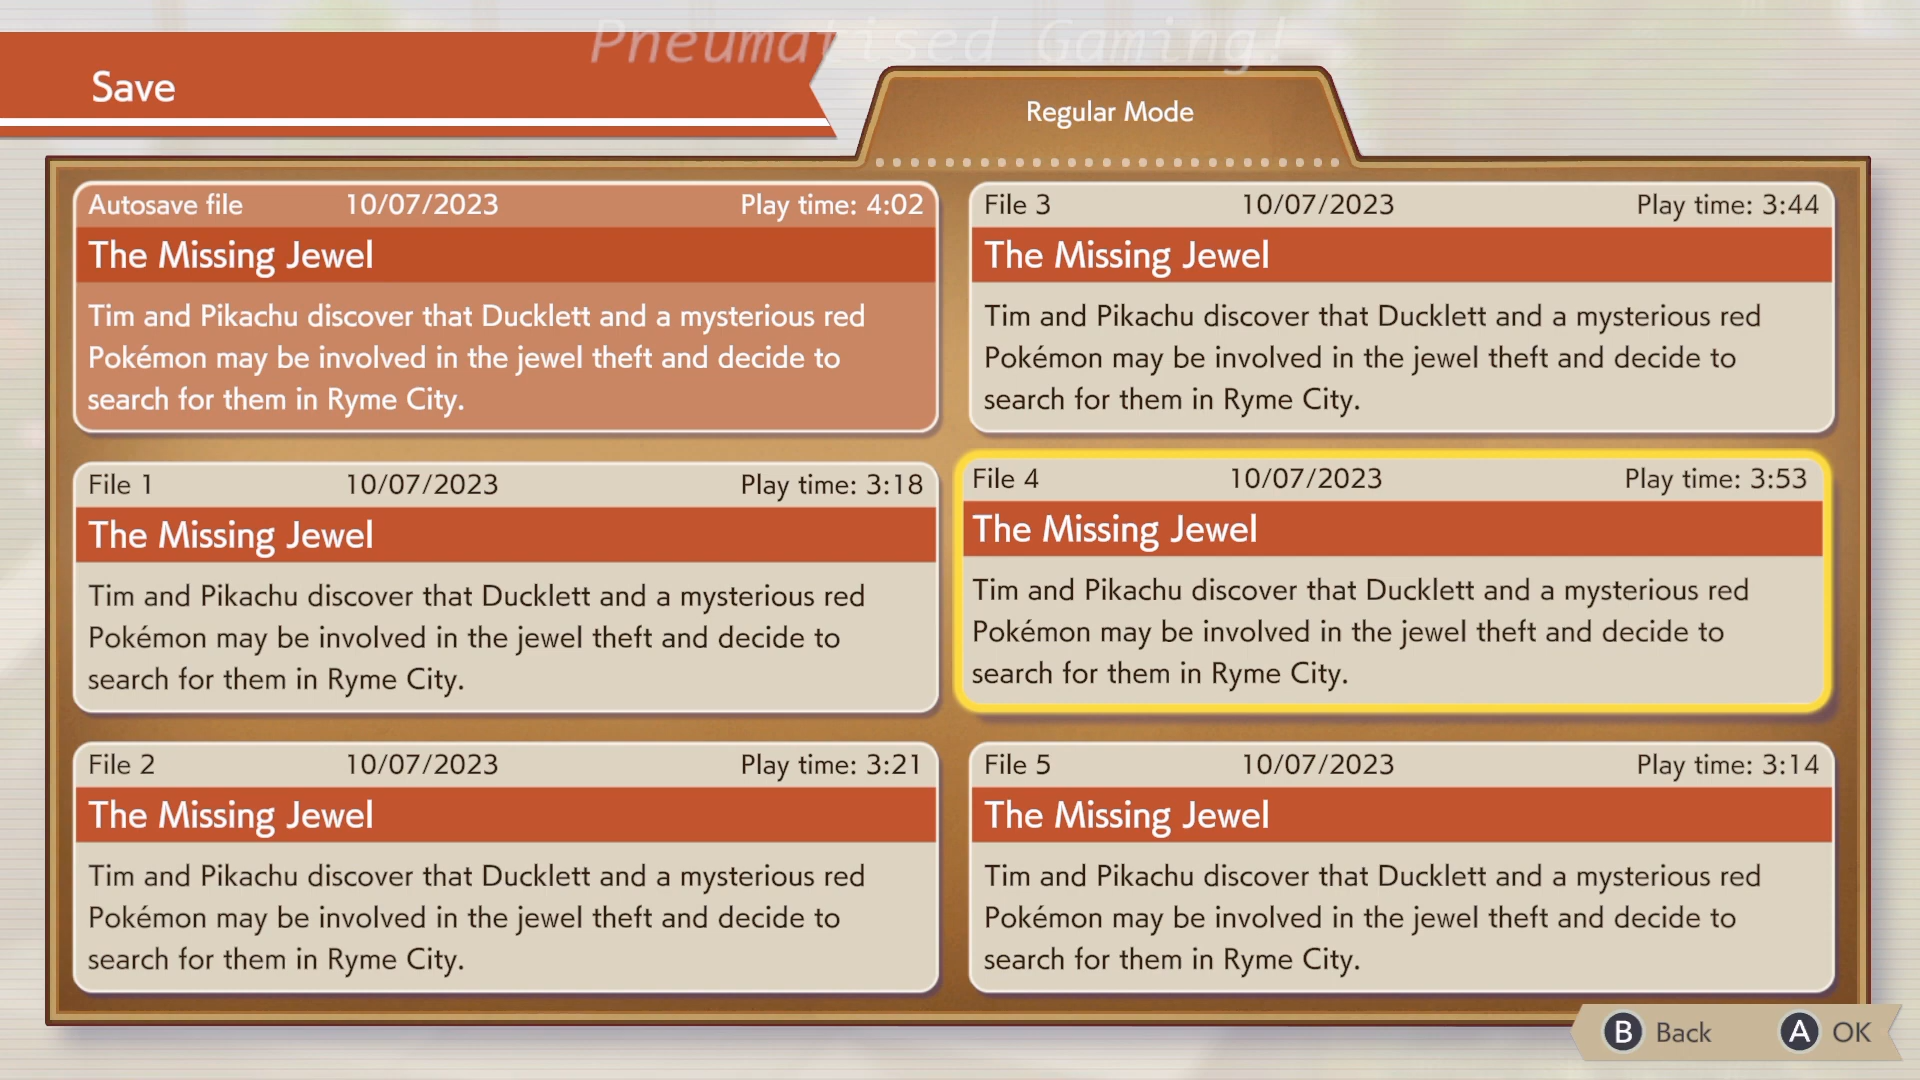 Pneumatised Gaming!
Save
Regular Mode
Autosave file 10/07/2023 Play time: 4:02
The Missing Jewel
Tim and Pikachu discover that Ducklett and a mysterious red
Pokémon may be involved in the jewel theft and decide to
search for them in Ryme City.
File 1 10/07/2023 Play time: 3:18
The Missing Jewel
Tim and Pikachu discover that Ducklett and a mysterious red
Pokémon may be involved in the jewel theft and decide to
search for them in Ryme City.
File 2 10/07/2023 Play time: 3:21
The Missing Jewel
Tim and Pikachu discover that Ducklett and a mysterious red
Pokémon may be involved in the jewel theft and decide to
search for them in Ryme City.
File 3 10/07/2023 Play time: 3:44
The Missing Jewel
Tim and Pikachu discover that Ducklett and a mysterious red
Pokémon may be involved in the jewel theft and decide to
search for them in Ryme City.
File 4 10/07/2023 Play time: 3:53
The Missing Jewel
Tim and Pikachu discover that Ducklett and a mysterious red
Pokémon may be involved in the jewel theft and decide to
search for them in Ryme City.
File 5 10/07/2023 Play time: 3:14
The Missing Jewel
Tim and Pikachu discover that Ducklett and a mysterious red
Pokémon may be involved in the jewel theft and decide to
search for them in Ryme City.
B Back A OK